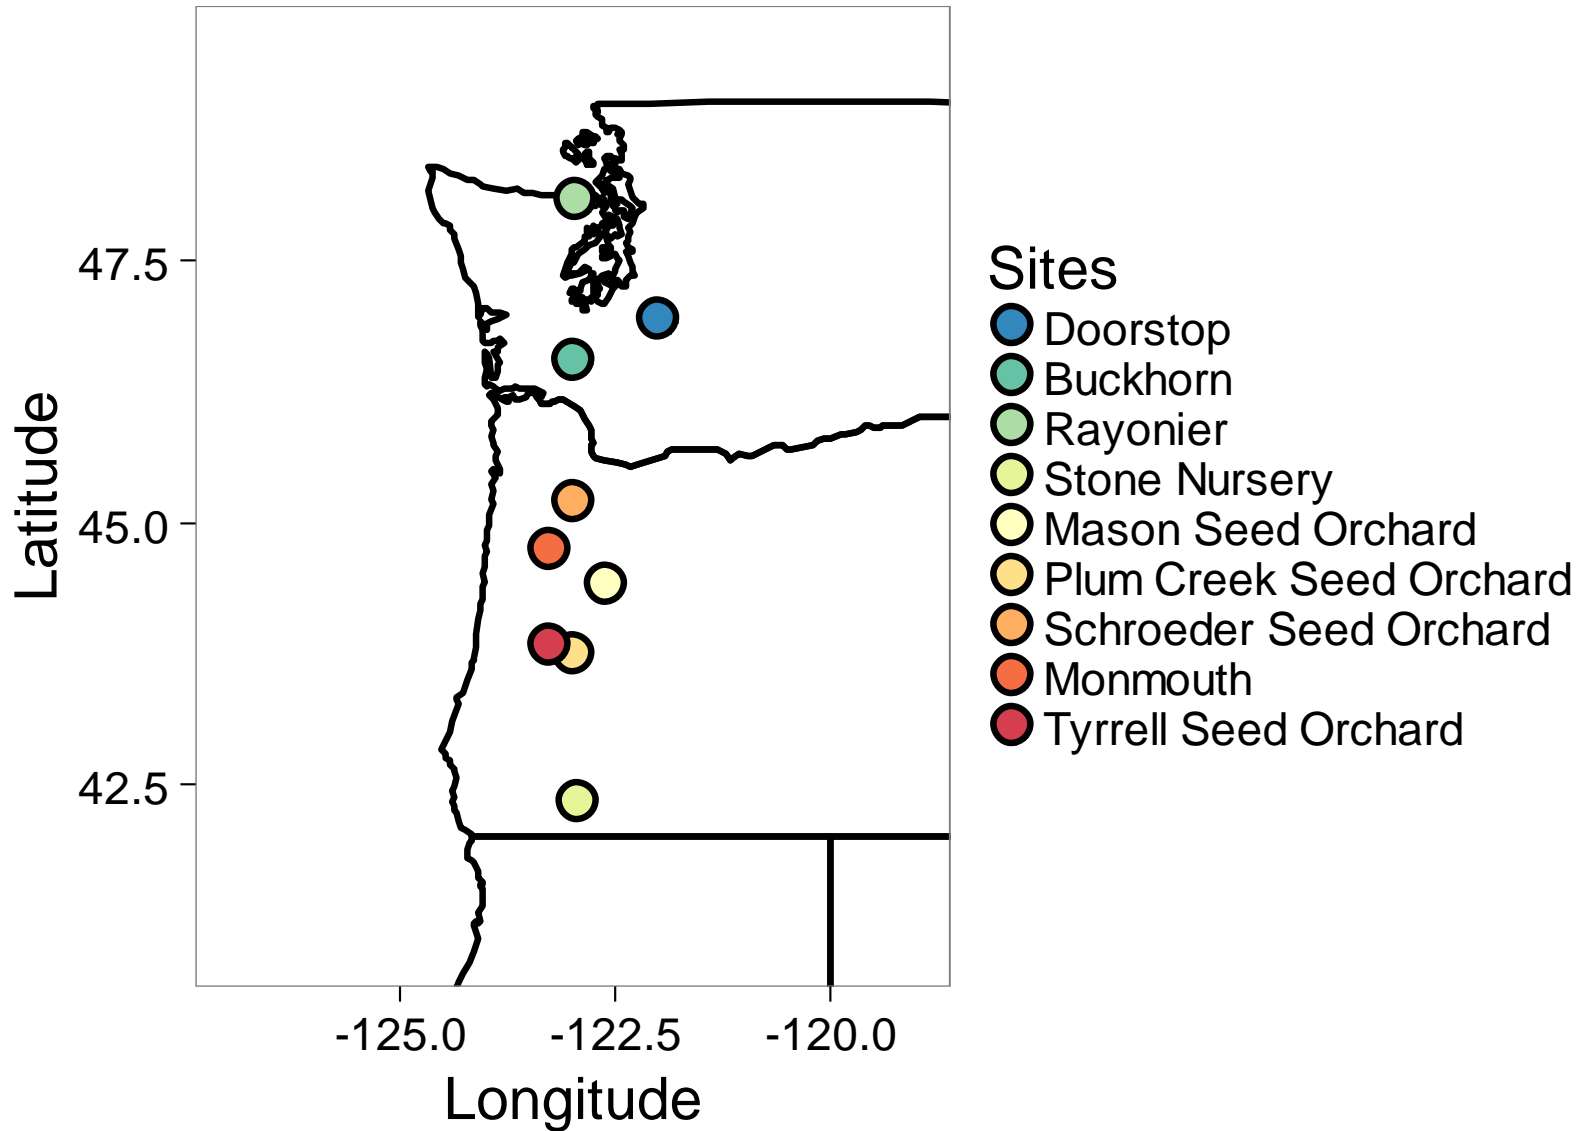 Latitude
47.5
45.0
42.5
-125.0
-122.5
-120.0
Longitude
Sites
Doorstop
Buckhorn
Rayonier
Stone Nursery
Mason Seed Orchard
Plum Creek Seed Orchard
Schroeder Seed Orchard
Monmouth
Tyrrell Seed Orchard